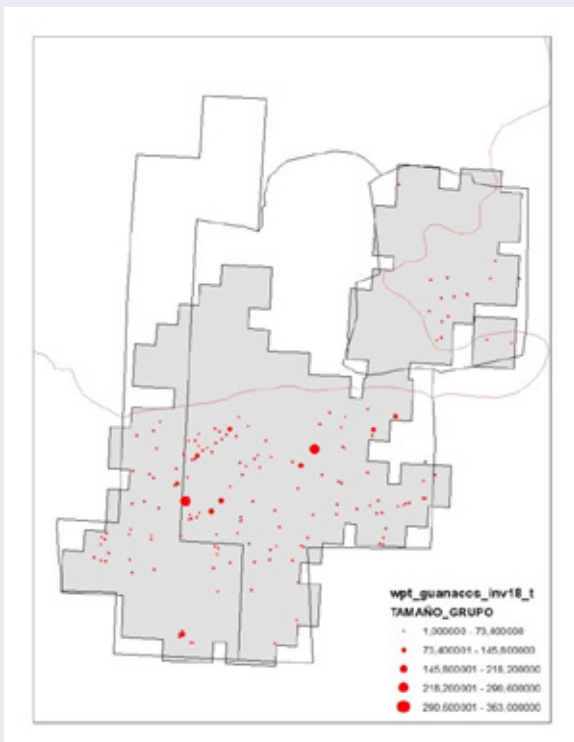 wpt_guanacos_inv18_t
TAMAÑO_GRUPO
1,000000 - 73,400000
73,400001 - 145,800000
145,800001 - 218,200000
218,200001 - 290,600000
290,600001 - 363,000000